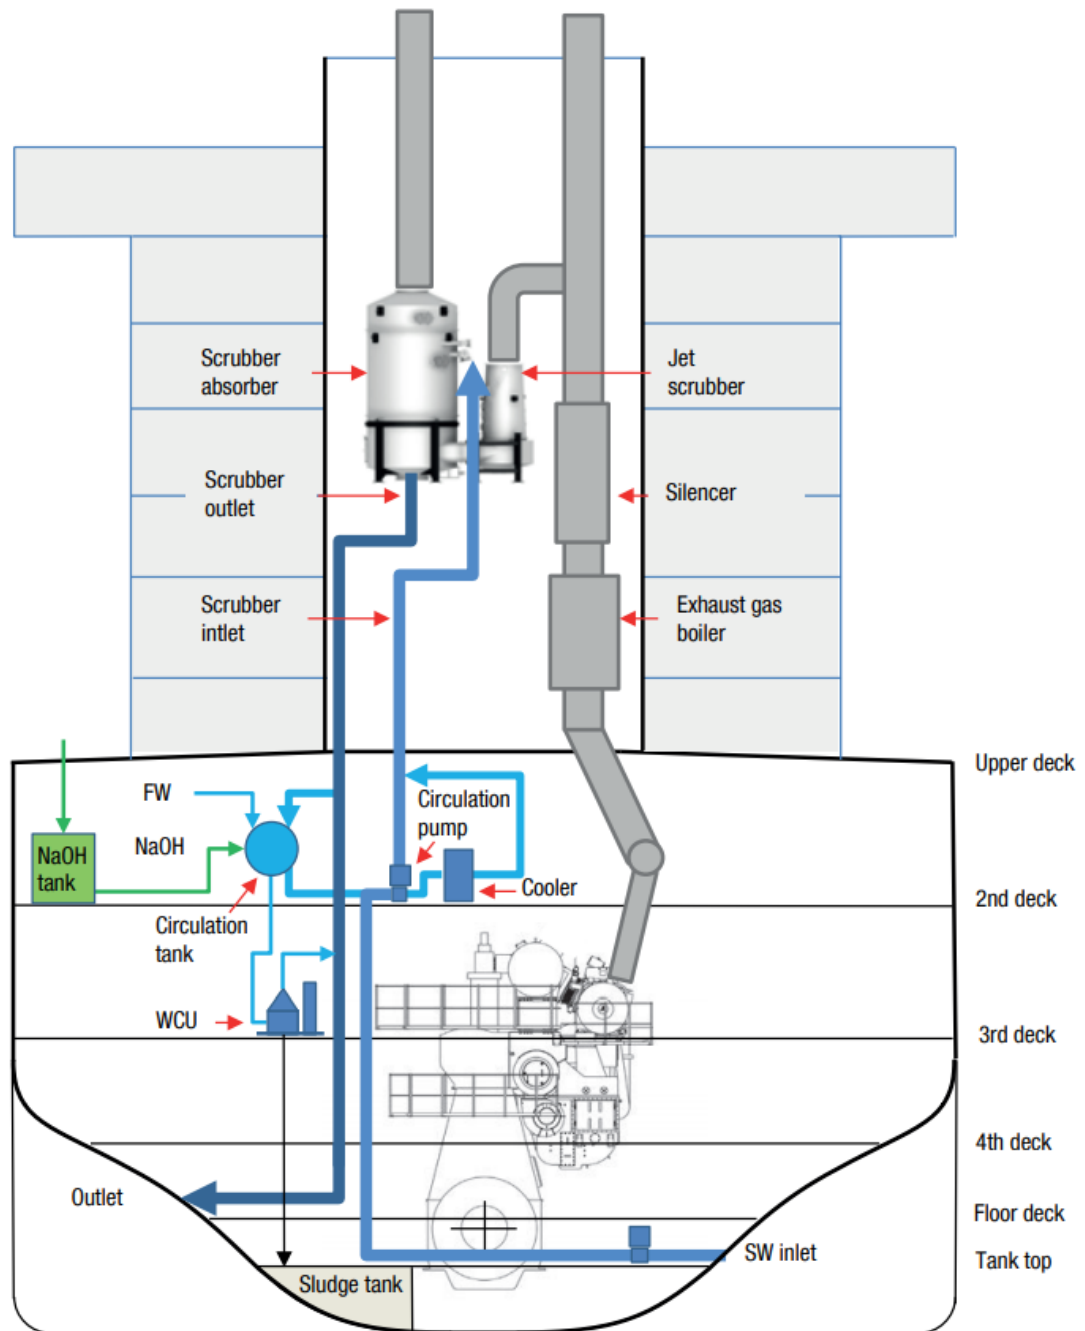 Scrubber
absorber
Jet
scrubber
Scrubber
outlet
Silencer
Scrubber
intlet
Exhaust gas
boiler
Upper deck
FW
Circulation
pump
NaOH
NaOH
tank
Cooler
2nd deck
Circulation
tank
WCU
3rd deck
4th deck
Outlet
Floor deck
SW inlet
Tank top
Sludge tank